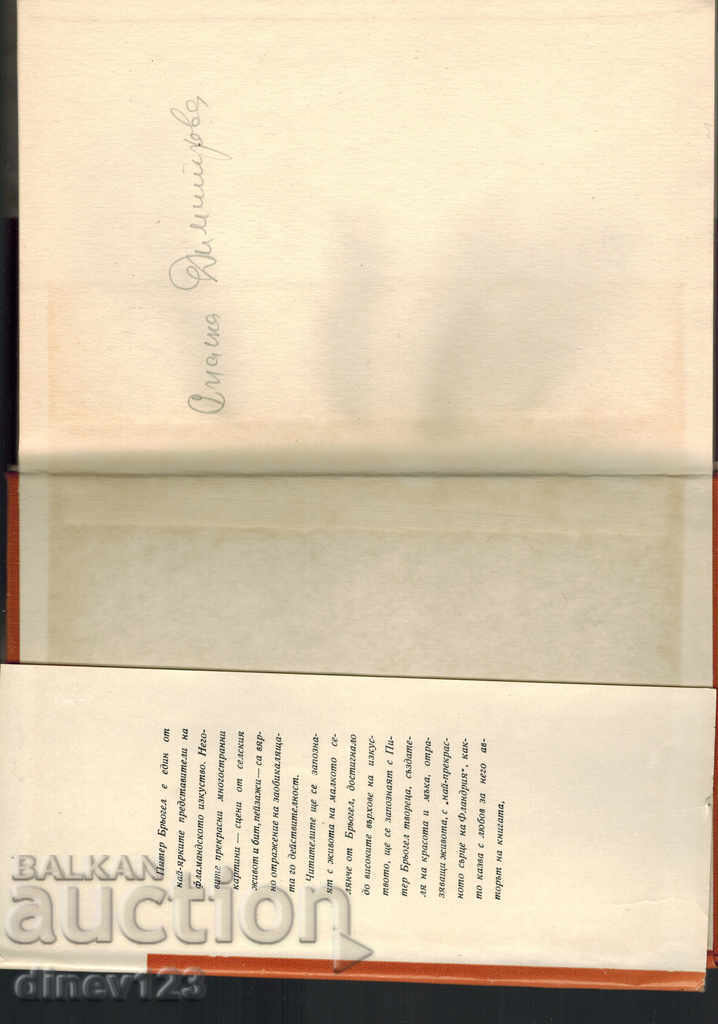 Спаска Димитрова
Питер Брьогел е един от
най-ярките представители на
фламандското изкуство. Него-
вите прекрасни многостранни
картини — сцени от селския
живот и бит, пейзажи — са вяр-
но отражение на заобикаляща-
та го действителност.
Читателите ще се запозна-
ят с живота на малкото се-
лянче от Брьогел, достигнало
до високите върхове на изкус-
твото, ще се запознаят с Пи-
тер Брьогел твореца, създате-
ля на красота и мъка, отра-
зяващи живота, с „най-прекрас-
ното сърце на Фландрия“, как-
то казва с любов за него ав-
торът на книгата,
BALKAN
auction
dinev123